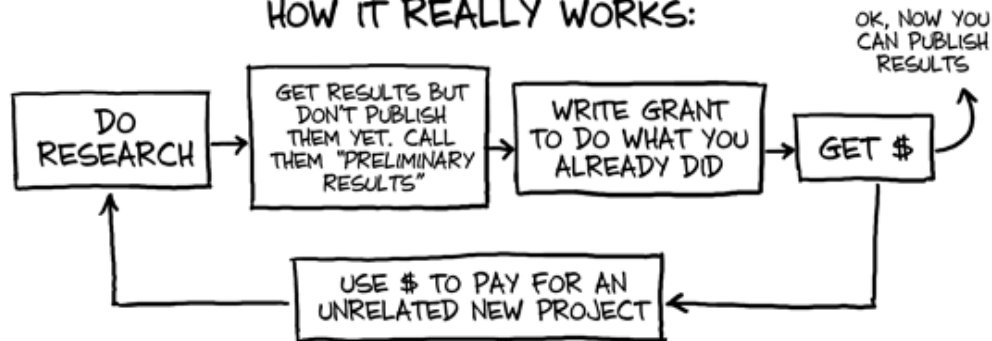 HOW IT REALLY WORKS:
OK, NOW YOU
CAN PUBLISH
RESULTS
DO
RESEARCH
GET RESULTS BUT
DON'T PUBLISH
THEM YET. CALL
THEM "PRELIMINARY
RESULTS"
WRITE GRANT
TO DO WHAT YOU
ALREADY DID
GET $
USE $ TO PAY FOR AN
UNRELATED NEW PROJECT